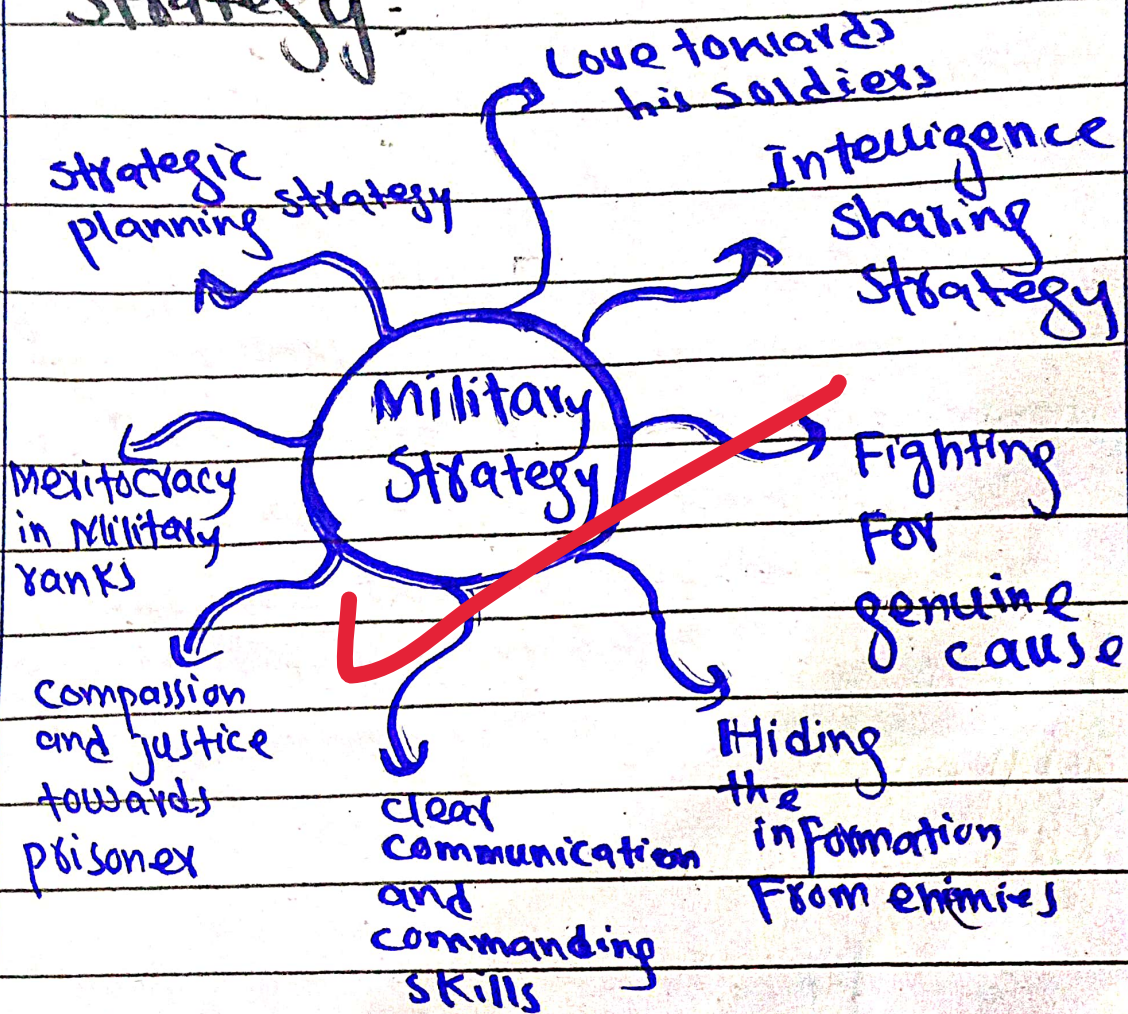 Strategy:
Love towards
his soldiers
Intelligence
sharing
strategy
strategic
planning strategy
Military
Strategy
Fighting
For
genuine
cause
Meritocracy
in Military
ranks
compassion
and justice
towards
prisoner
clear
communication
and
commanding
skills
Hiding
the
information
From enimies